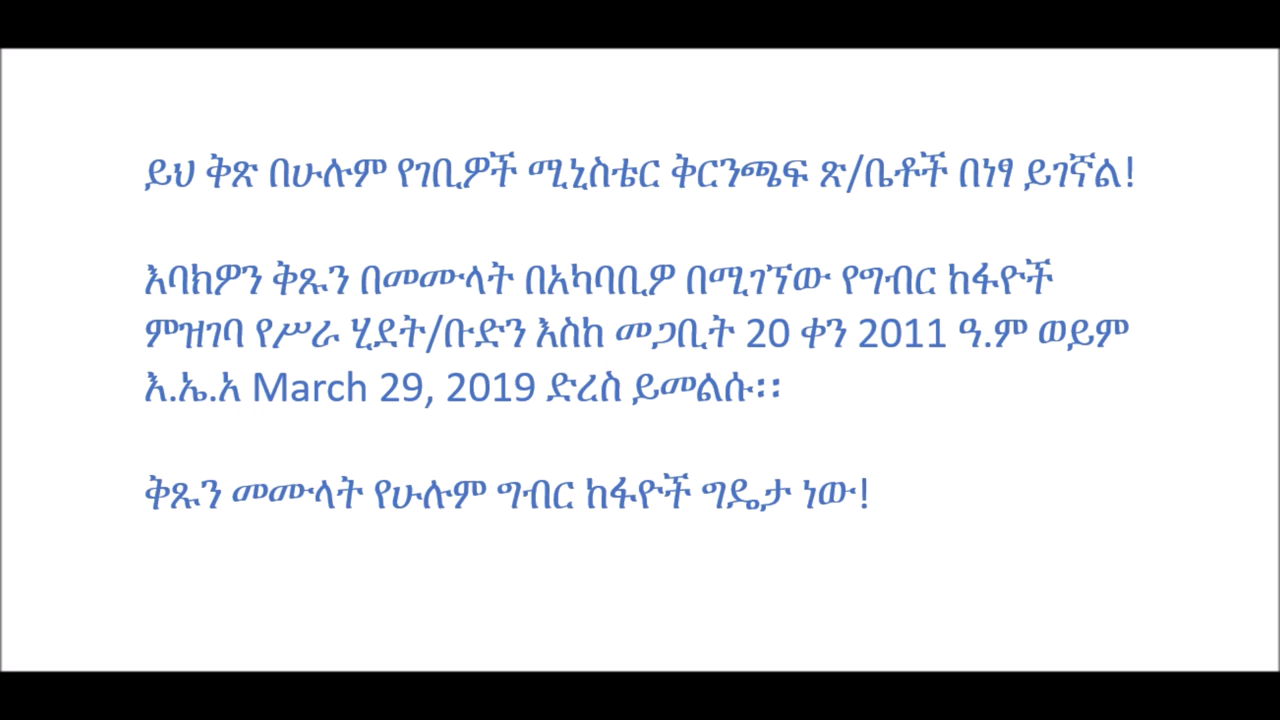 ይህ ቅጽ በሁሉም የገቢዎች ሚኒስቴር ቅርንጫፍ ጽ/ቤቶች በነፃ ይገኛል!
እባክዎን ቅጹን በመሙላት በአካባቢዎ በሚገኘው የግብር ከፋዮች
ምዝገባ የሥራ ሂደት/ቡድን እስከ መጋቢት 20 ቀን 2011 ዓ.ም ወይም
እ.ኤ.አ March 29, 2019 ድረስ ይመልሱ፡፡
ቅጹን መሙላት የሁሉም ግብር ከፋዮች ግዴታ ነው!